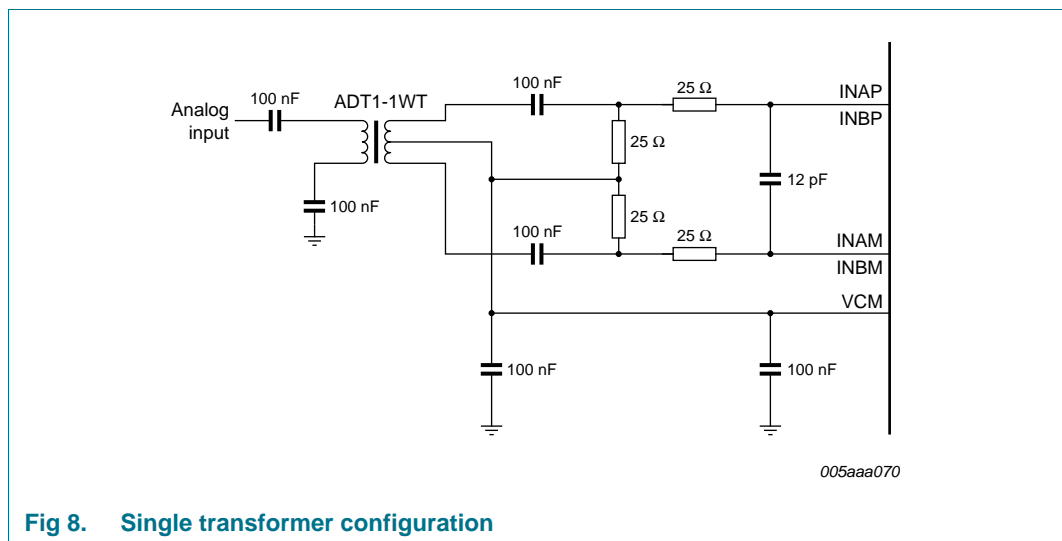 100 nF
ADT1-1WT
100 nF
25 Ω
INAP
Analog
input
INBP
25 Ω
12 pF
100 nF
25 Ω
100 nF
25 Ω
INAM
INBM
VCM
100 nF
100 nF
005aaa070
Fig 8. Single transformer configuration